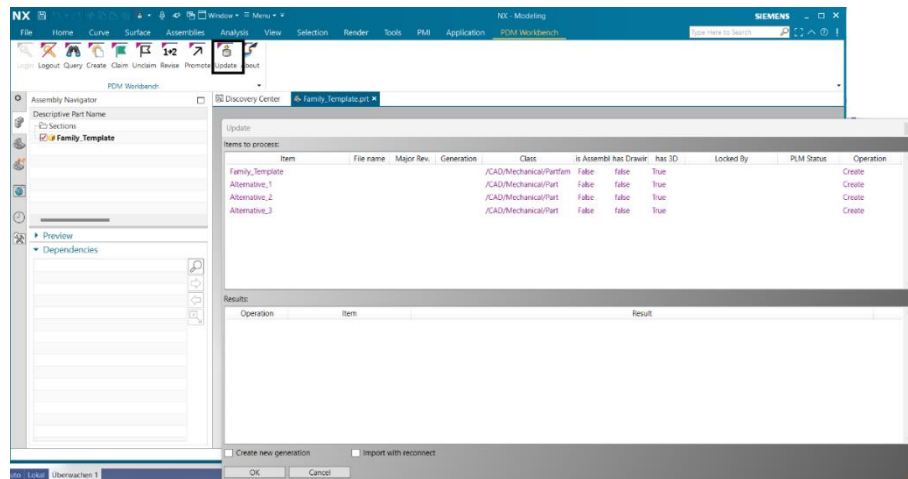 NX Window Menu NX - Modeling SIEMENS
File Home Curve Surface Assemblies Analysis View Selection Render Tools PMI Application PDM Workbench Type Here to Search
Login Logout Query Create Claim Unclaim Revise Promote Update About
PDM Workbench
Assembly Navigator Discovery Center Family_Template.prt
Descriptive Part Name
Sections
Family_Template
Preview
Dependencies
Update
Items to process:
Item File name Major Rev. Generation Class is Assembl has Drawin has 3D Locked By PLM Status Operation
Family_Template /CAD/Mechanical/Partfam False false True Create
Alternative_1 /CAD/Mechanical/Part False false True Create
Alternative_2 /CAD/Mechanical/Part False false True Create
Alternative_3 /CAD/Mechanical/Part False false True Create
Results:
Operation Item Result
Create new generation Import with reconnect
OK Cancel
Lokal Überwachen 1